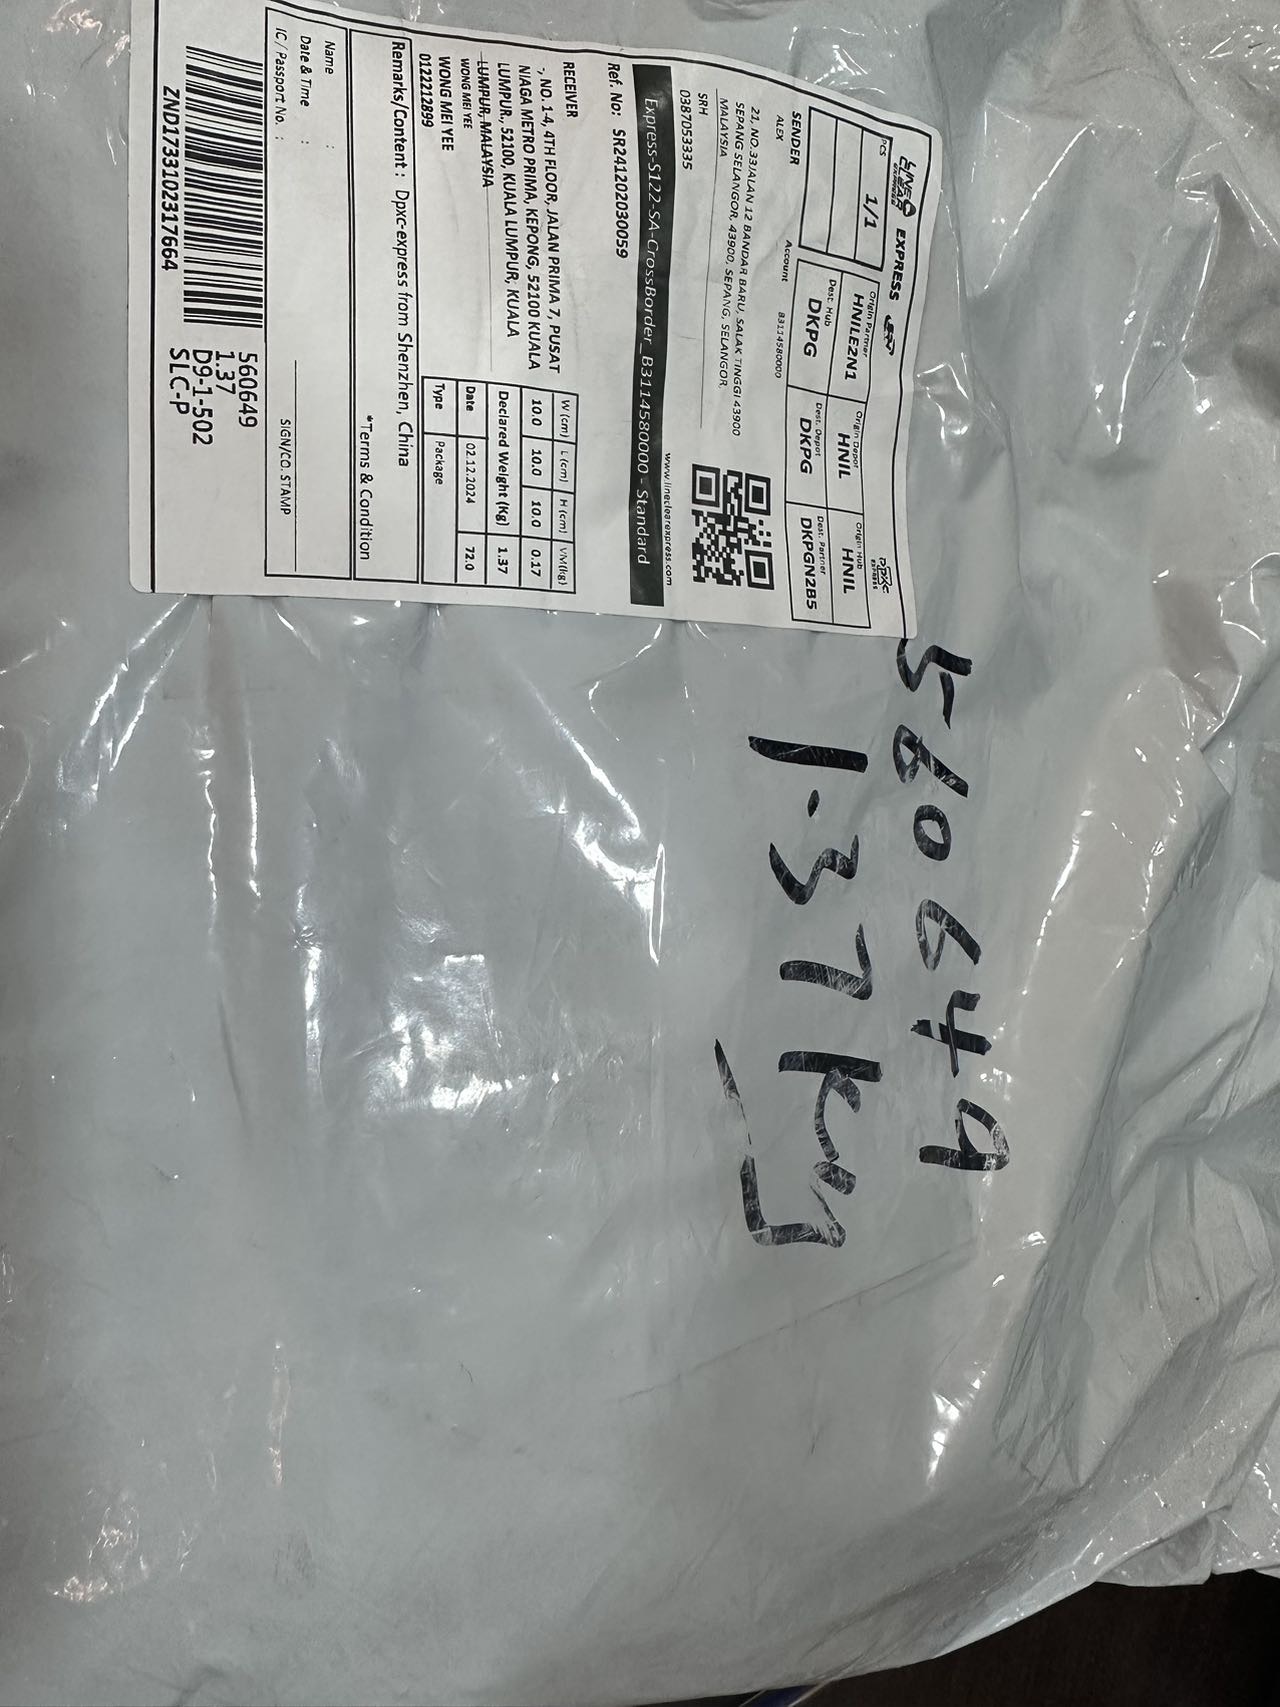 LINE
CLEAR
EXPRESS
EXPRESS
DPXC
EXPRESS
PCS
1/1
Origin Partner
HNILE2N1
Origin Depot
HNIL
Origin Hub
HNIL
Dest. Hub
DKPG
Dest. Depot
DKPG
Dest. Partner
DKPGN2B5
SENDER
Account
B3114580000
ALEX
21, NO.33JALAN 12 BANDAR BARU, SALAK TINGGI 43900
SEPANG SELANGOR, 43900, SEPANG, SELANGOR,
MALAYSIA
SRH
0387053335
www.lineclearexpress.com
Express-S122-SA-CrossBorder_B3114580000 - Standard
Ref. No: SR241202030059
RECEIVER
-, NO. 1-4, 4TH FLOOR, JALAN PRIMA 7, PUSAT
NIAGA METRO PRIMA, KEPONG, 52100 KUALA
LUMPUR., 52100, KUALA LUMPUR, KUALA
LUMPUR, MALAYSIA
WONG MEI YEE
WONG MEI YEE
0122212899
W (cm) L (cm) H (cm) VM(kg)
10.0 10.0 10.0 0.17
Declared Weight (Kg) 1.37
Date 02.12.2024 72.0
Type Package
Remarks/Content : Dpxc-express from Shenzhen, China
*Terms & Condition
Name :
Date & Time :
IC / Passport No. :
SIGN/CO. STAMP
560649
1.37
D9-1-502
SLC-P
ZND1733102317664
560649
1.37kg